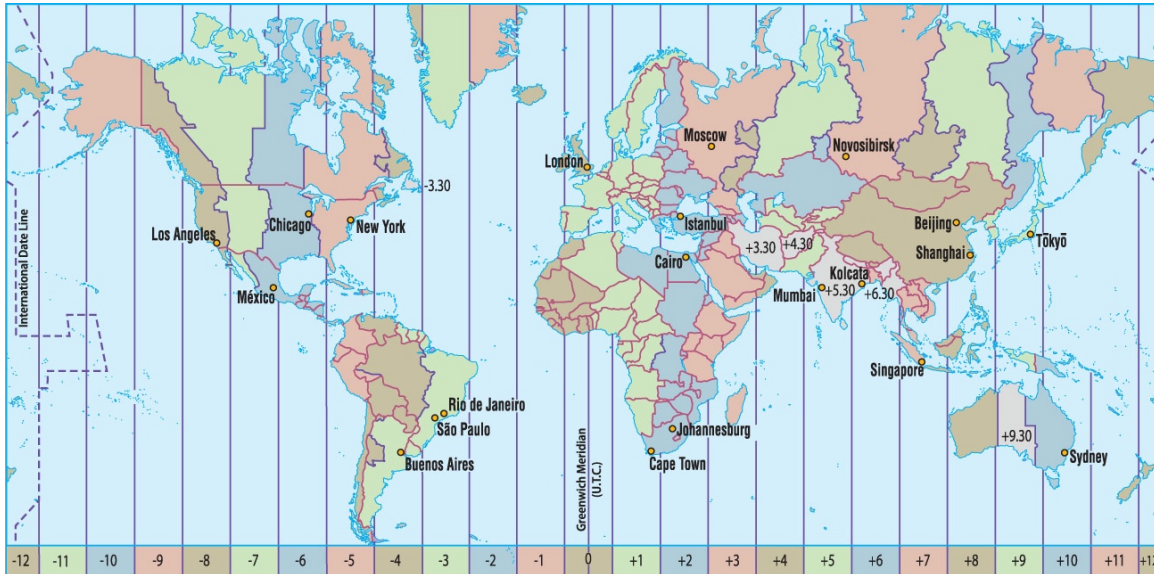 Moscow
Novosibirsk
London
-3.30
Chicago
New York
Istanbul
Beijing
Los Angeles
Tōkyō
+3.30
+4.30
Shanghai
Cairo
Kolcata
México
Mumbai
+5.30
+6.30
International Date Line
Singapore
Rio de Janeiro
São Paulo
Johannesburg
+9.30
Buenos Aires
Cape Town
Sydney
Greenwich Meridian
(U.T.C.)
-12 -11 -10 -9 -8 -7 -6 -5 -4 -3 -2 -1 0 +1 +2 +3 +4 +5 +6 +7 +8 +9 +10 +11 +12